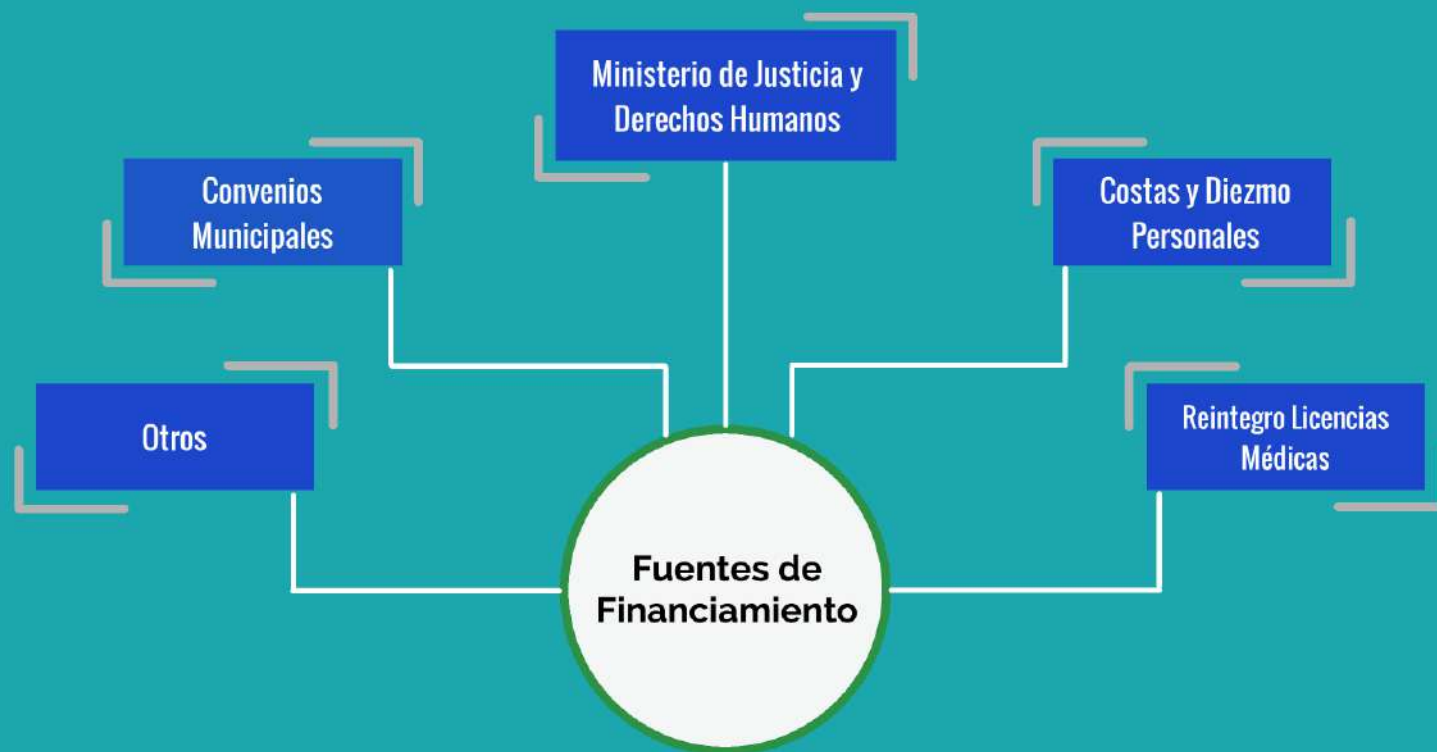 Ministerio de Justicia y
Derechos Humanos
Convenios
Municipales
Costas y Diezmo
Personales
Otros
Reintegro Licencias
Médicas
Fuentes de
Financiamiento